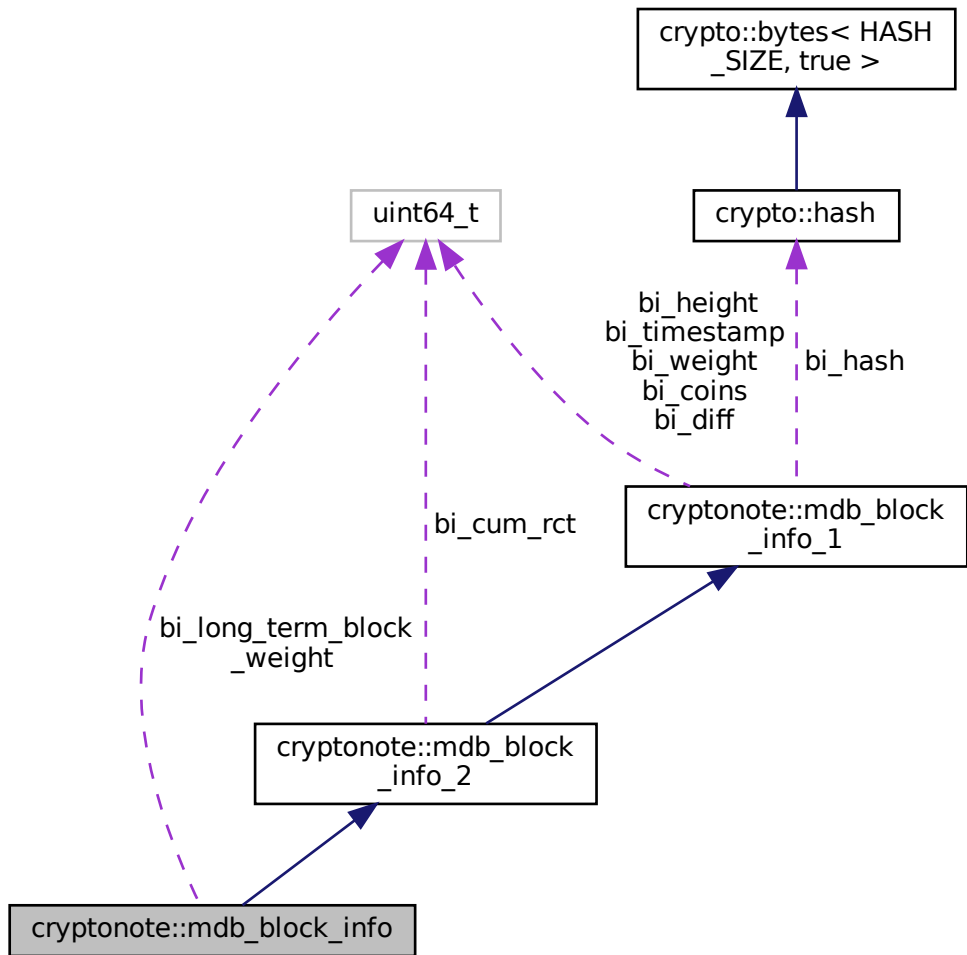 crypto::bytes< HASH
_SIZE, true >
uint64_t
crypto::hash
bi_height
bi_timestamp
bi_weight
bi_coins
bi_diff
bi_hash
cryptonote::mdb_block
_info_1
bi_cum_rct
bi_long_term_block
_weight
cryptonote::mdb_block
_info_2
cryptonote::mdb_block_info